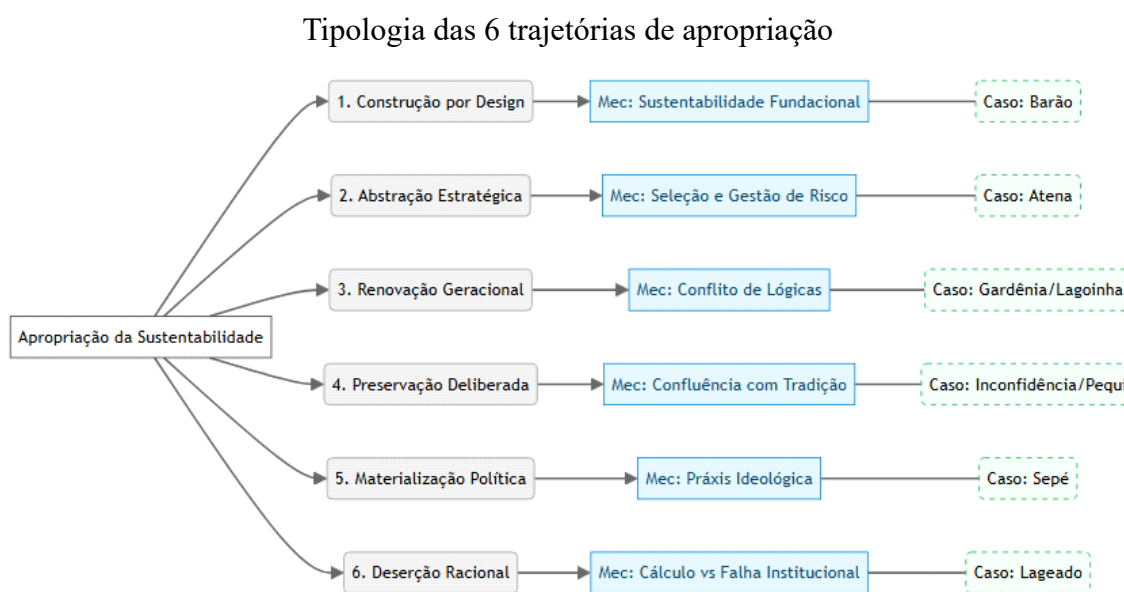 Tipologia das 6 trajetórias de apropriação
1. Construção por Design
Mec: Sustentabilidade Fundacional
Caso: Barão
2. Abstração Estratégica
Mec: Seleção e Gestão de Risco
Caso: Atena
3. Renovação Geracional
Mec: Conflito de Lógicas
Caso: Gardênia/Lagoinha
Apropriação da Sustentabilidade
4. Preservação Deliberada
Mec: Confluência com Tradição
Caso: Inconfidência/Pequi
5. Materialização Política
Mec: Práxis Ideológica
Caso: Sepé
6. Deserção Racional
Mec: Cálculo vs Falha Institucional
Caso: Lageado